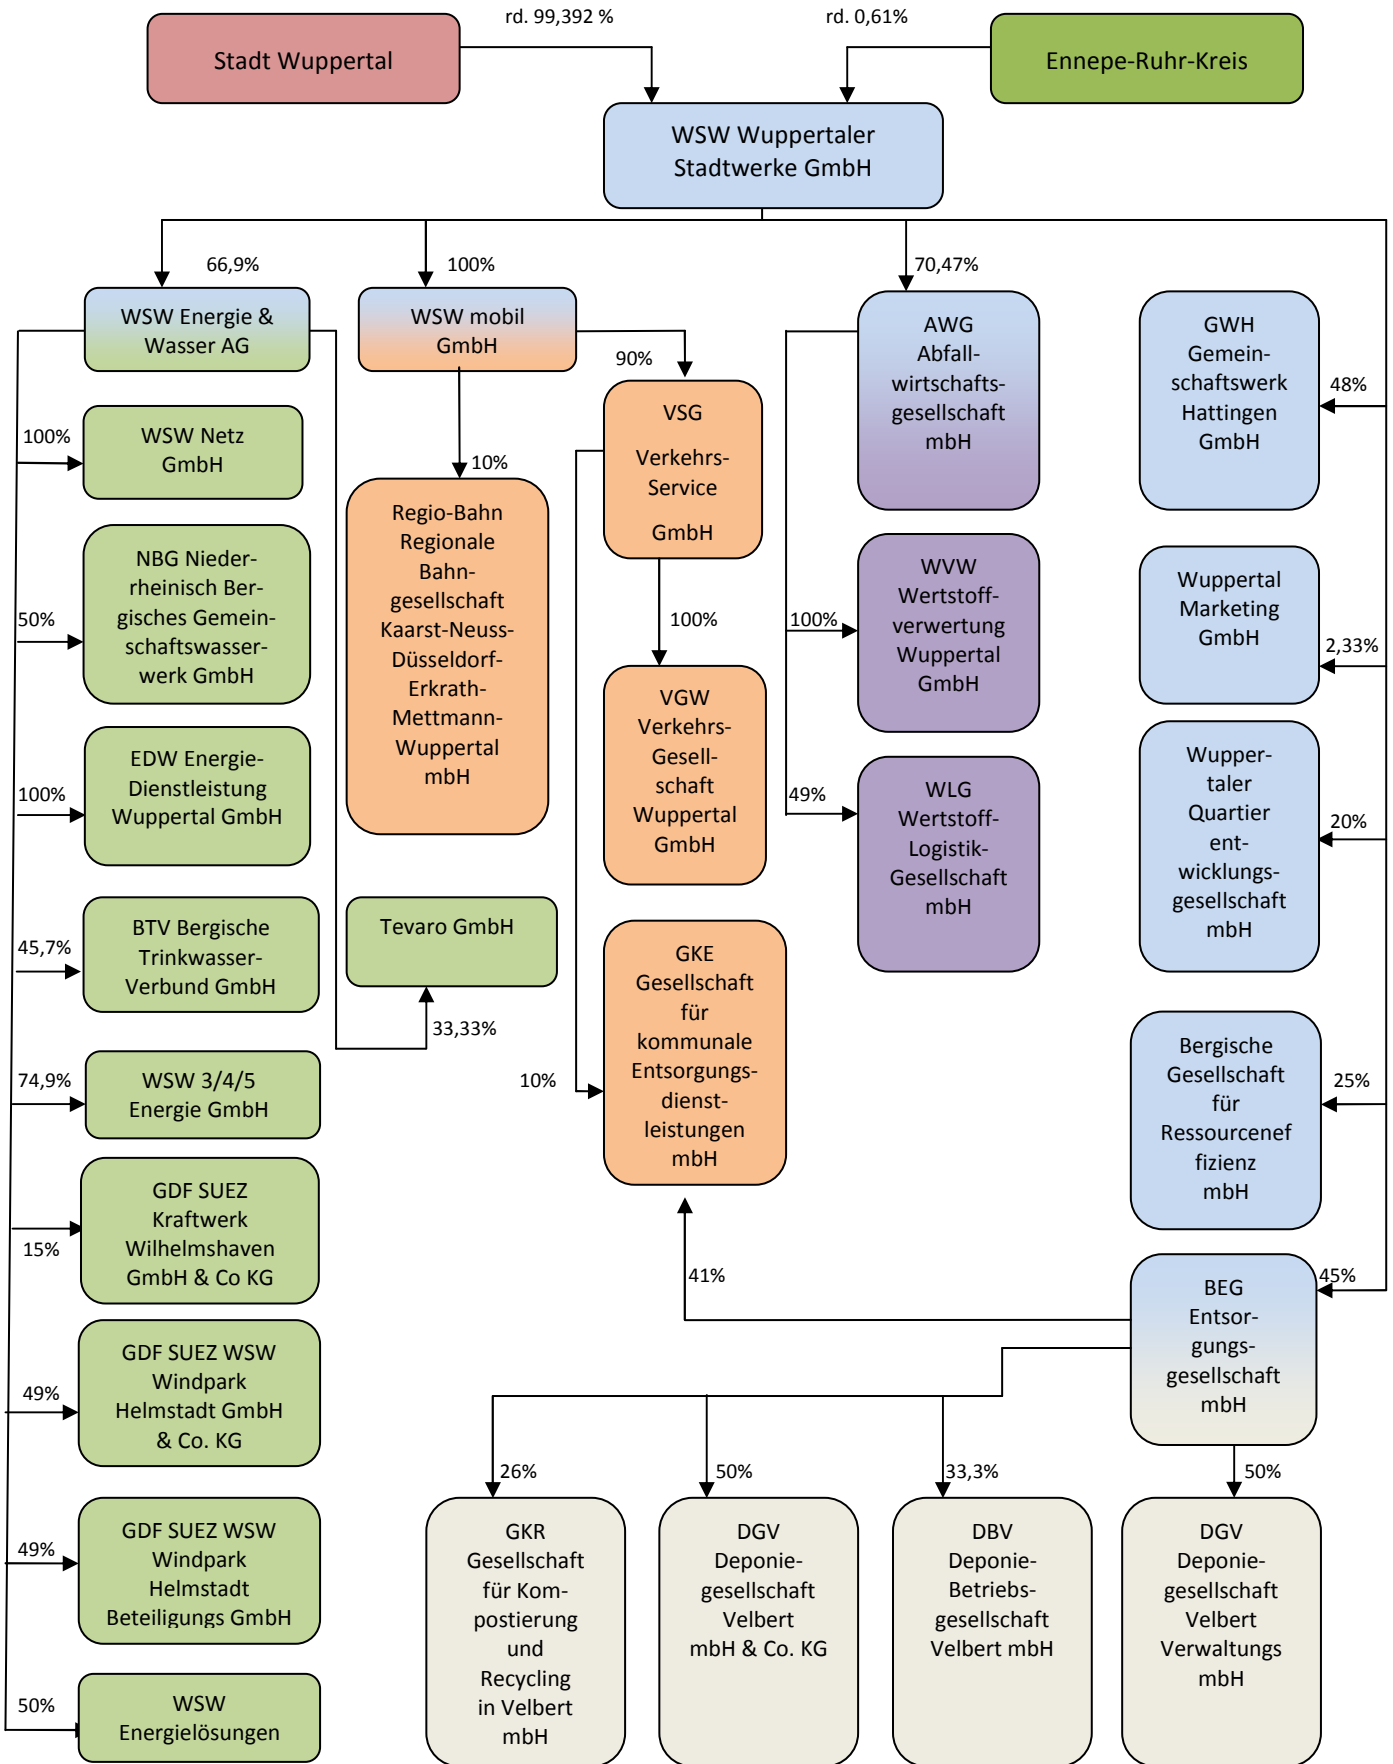 rd. 99,392 %
rd. 0,61%
Stadt Wuppertal
Ennepe-Ruhr-Kreis
WSW Wuppertaler
Stadtwerke GmbH
66,9%
100%
70,47%
WSW Energie &
Wasser AG
WSW mobil
GmbH
AWG
Abfall-
wirtschafts-
gesellschaft
mbH
GWH
Gemein-
schaftswerk
Hattingen
GmbH
48%
90%
VSG
Verkehrs-
Service
GmbH
100%
WSW Netz
GmbH
10%
Regio-Bahn
Regionale
Bahn-
gesellschaft
Kaarst-Neuss-
Düsseldorf-
Erkrath-
Mettmann-
Wuppertal
mbH
50%
NBG Nieder-
rheinisch Ber-
gisches Gemein-
schaftswasser-
werk GmbH
100%
WVW
Wertstoff-
verwertung
Wuppertal
GmbH
Wuppertal
Marketing
GmbH
2,33%
100%
VGW
Verkehrs-
Gesell-
schaft
Wuppertal
GmbH
100%
EDW Energie-
Dienstleistung
Wuppertal GmbH
49%
WLG
Wertstoff-
Logistik-
Gesellschaft
mbH
Wupper-
taler
Quartier
ent-
wicklungs-
gesellschaft
mbH
20%
45,7%
BTV Bergische
Trinkwasser-
Verbund GmbH
Tevaro GmbH
33,33%
GKE
Gesellschaft
für
kommunale
Entsorgungs-
dienst-
leistungen
mbH
10%
Bergische
Gesellschaft
für
Ressourcenef
fizienz
mbH
25%
74,9%
WSW 3/4/5
Energie GmbH
15%
GDF SUEZ
Kraftwerk
Wilhelmshaven
GmbH & Co KG
41%
BEG
Entsor-
gungs-
gesellschaft
mbH
45%
49%
GDF SUEZ WSW
Windpark
Helmstadt GmbH
& Co. KG
26%
50%
33,3%
50%
49%
GDF SUEZ WSW
Windpark
Helmstadt
Beteiligungs GmbH
GKR
Gesellschaft
für Kom-
postierung
und
Recycling
in Velbert
mbH
DGV
Deponie-
gesellschaft
Velbert
mbH & Co. KG
DBV
Deponie-
Betriebs-
gesellschaft
Velbert mbH
DGV
Deponie-
gesellschaft
Velbert
Verwaltungs
mbH
50%
WSW
Energielösungen